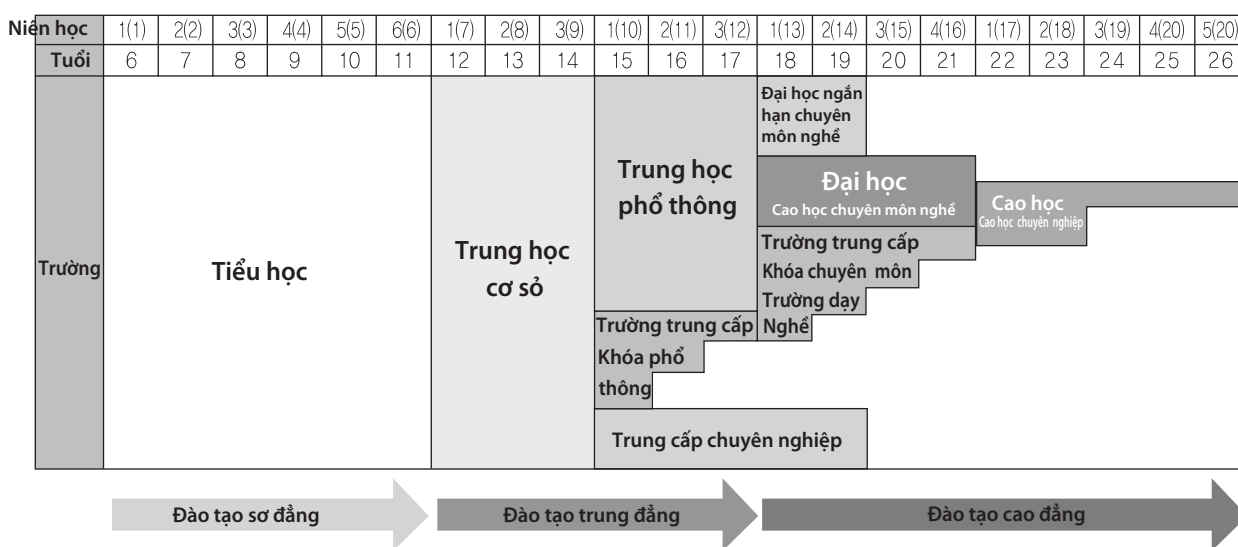 Niên học 1(1) 2(2) 3(3) 4(4) 5(5) 6(6) 1(7) 2(8) 3(9) 1(10) 2(11) 3(12) 1(13) 2(14) 3(15) 4(16) 1(17) 2(18) 3(19) 4(20) 5(20)
Tuổi 6 7 8 9 10 11 12 13 14 15 16 17 18 19 20 21 22 23 24 25 26
Trường
Tiểu học
Trung học
cơ sỏ
Trung học
phổ thông
Trường trung cấp
Khóa phổ
thông
Trung cấp chuyên nghiệp
Đại học ngắn
hạn chuyên
môn nghề
Đại học
Cao học chuyên môn nghề
Trường trung cấp
Khóa chuyên môn
Trường dạy
Nghề
Cao học
Cao học chuyên nghiệp
Đào tạo sơ đẳng
Đào tạo trung đẳng
Đào tạo cao đẳng